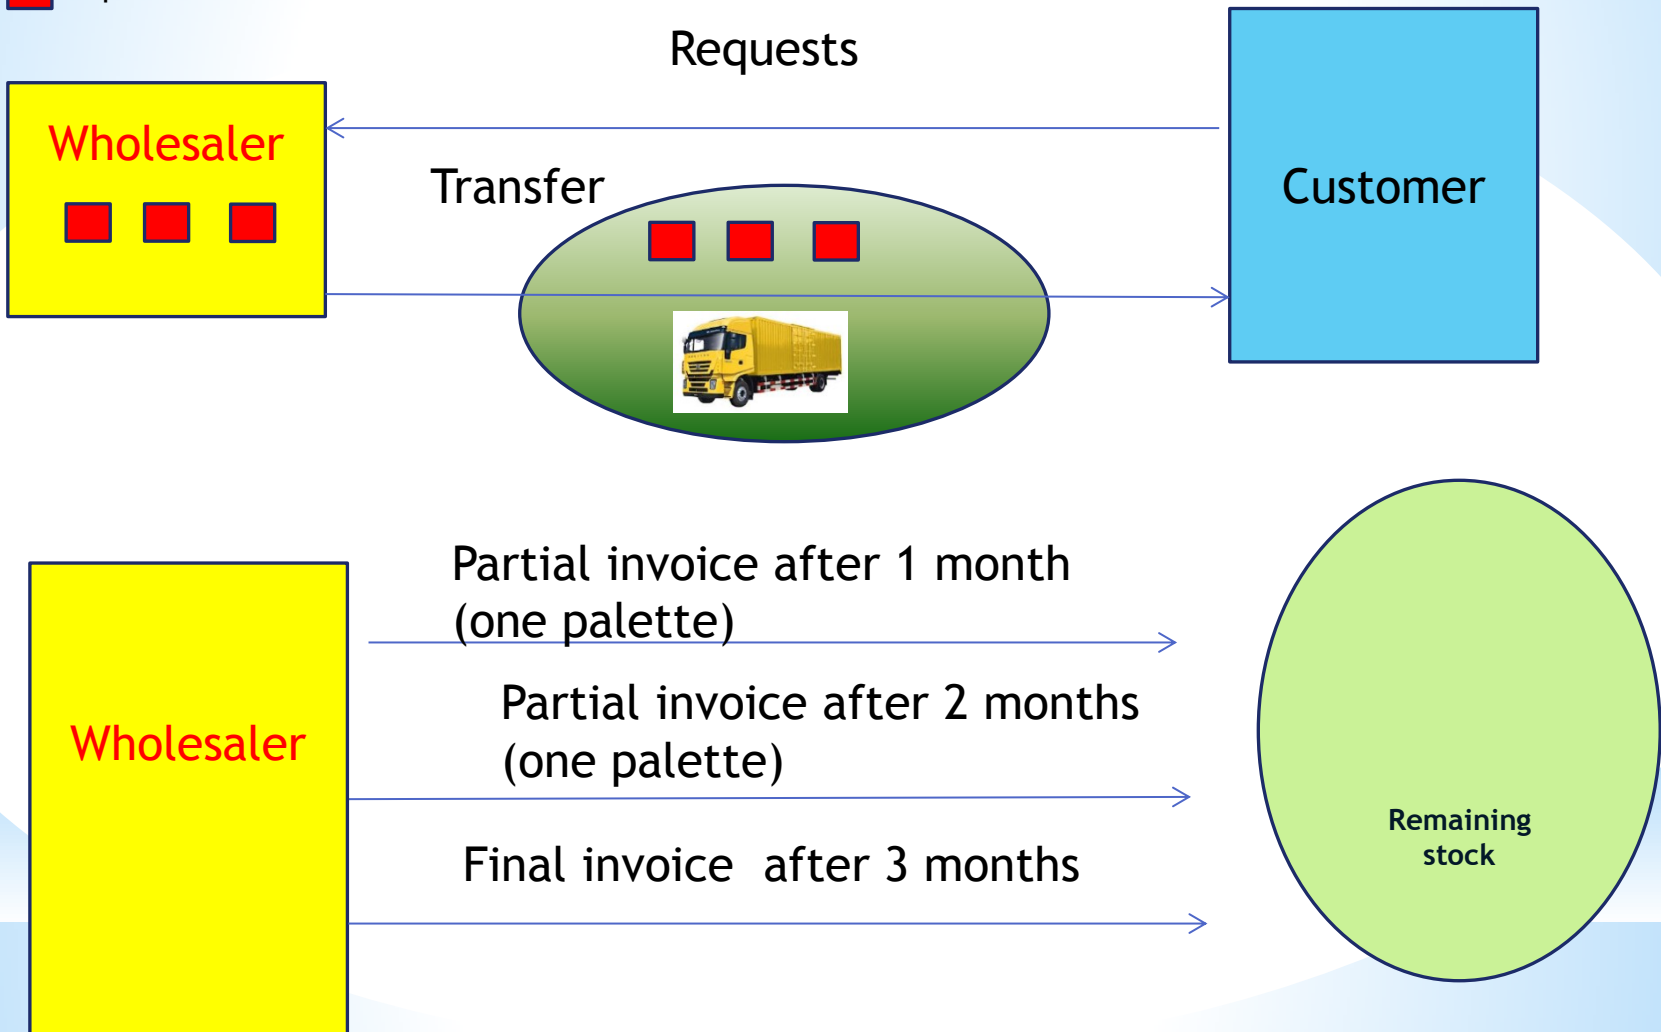 Requests
Wholesaler
Transfer
Customer
Partial invoice after 1 month
(one palette)
Partial invoice after 2 months
(one palette)
Wholesaler
Remaining
stock
Final invoice after 3 months